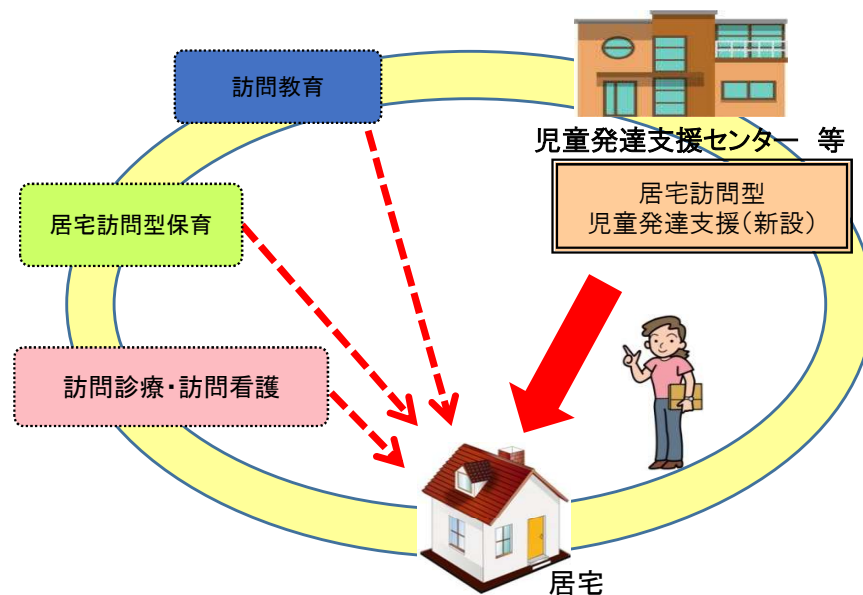 訪問教育
児童発達支援センター　等
居宅訪問型
児童発達支援（新設）
居宅訪問型保育
訪問診療・訪問看護
居宅